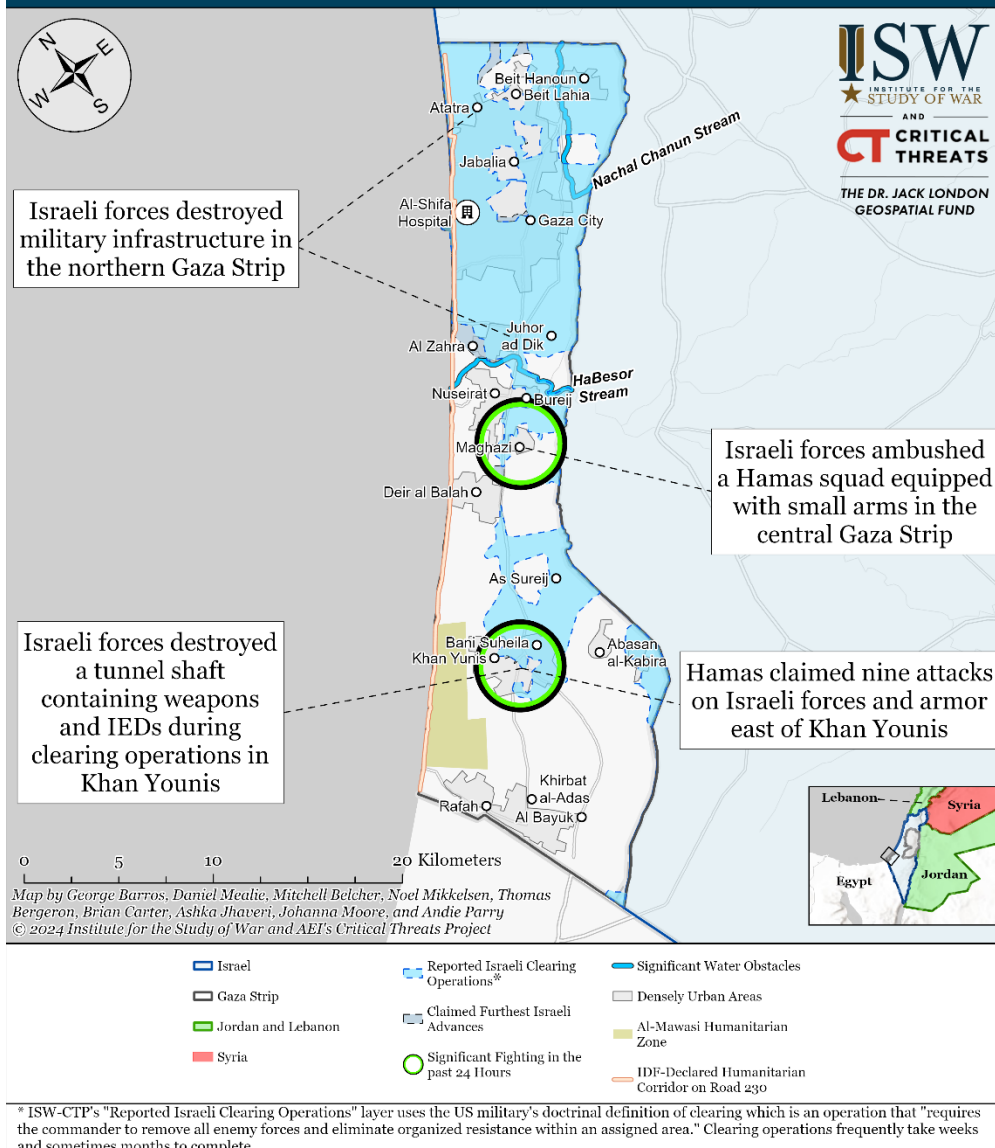 N
E
W
S
ISW
INSTITUTE FOR THE
STUDY OF WAR
AND
CT CRITICAL
THREATS
THE DR. JACK LONDON
GEOSPATIAL FUND
Beit Hanoun
Beit Lahia
Atatra
Nachal Chanun Stream
Jabalia
Israeli forces destroyed
military infrastructure in
the northern Gaza Strip
Al-Shifa
Hospital
Gaza City
Juhor
ad Dik
Al Zahra
HaBesor
Stream
Nuseirat
Bureij
Maghazi
Israeli forces ambushed
a Hamas squad equipped
with small arms in the
central Gaza Strip
Deir al Balah
As Sureij
Israeli forces destroyed
a tunnel shaft
containing weapons
and IEDs during
clearing operations in
Khan Younis
Bani Suheila
Khan Yunis
Abasan
al-Kabira
Hamas claimed nine attacks
on Israeli forces and armor
east of Khan Younis
Khirbat
al-Adas
Rafah
Al Bayuk
Lebanon
Syria
Jordan
Egypt
0 5 10 20 Kilometers
Map by George Barros, Daniel Mealie, Mitchell Belcher, Noel Mikkelsen, Thomas
Bergeron, Brian Carter, Ashka Jhaveri, Johanna Moore, and Andie Parry
© 2024 Institute for the Study of War and AEI's Critical Threats Project
Israel
Gaza Strip
Jordan and Lebanon
Syria
Reported Israeli Clearing
Operations*
Claimed Furthest Israeli
Advances
Significant Fighting in the
past 24 Hours
Significant Water Obstacles
Densely Urban Areas
Al-Mawasi Humanitarian
Zone
IDF-Declared Humanitarian
Corridor on Road 230
* ISW-CTP's "Reported Israeli Clearing Operations" layer uses the US military's doctrinal definition of clearing which is an operation that "requires
the commander to remove all enemy forces and eliminate organized resistance within an assigned area." Clearing operations frequently take weeks
and sometimes months to complete